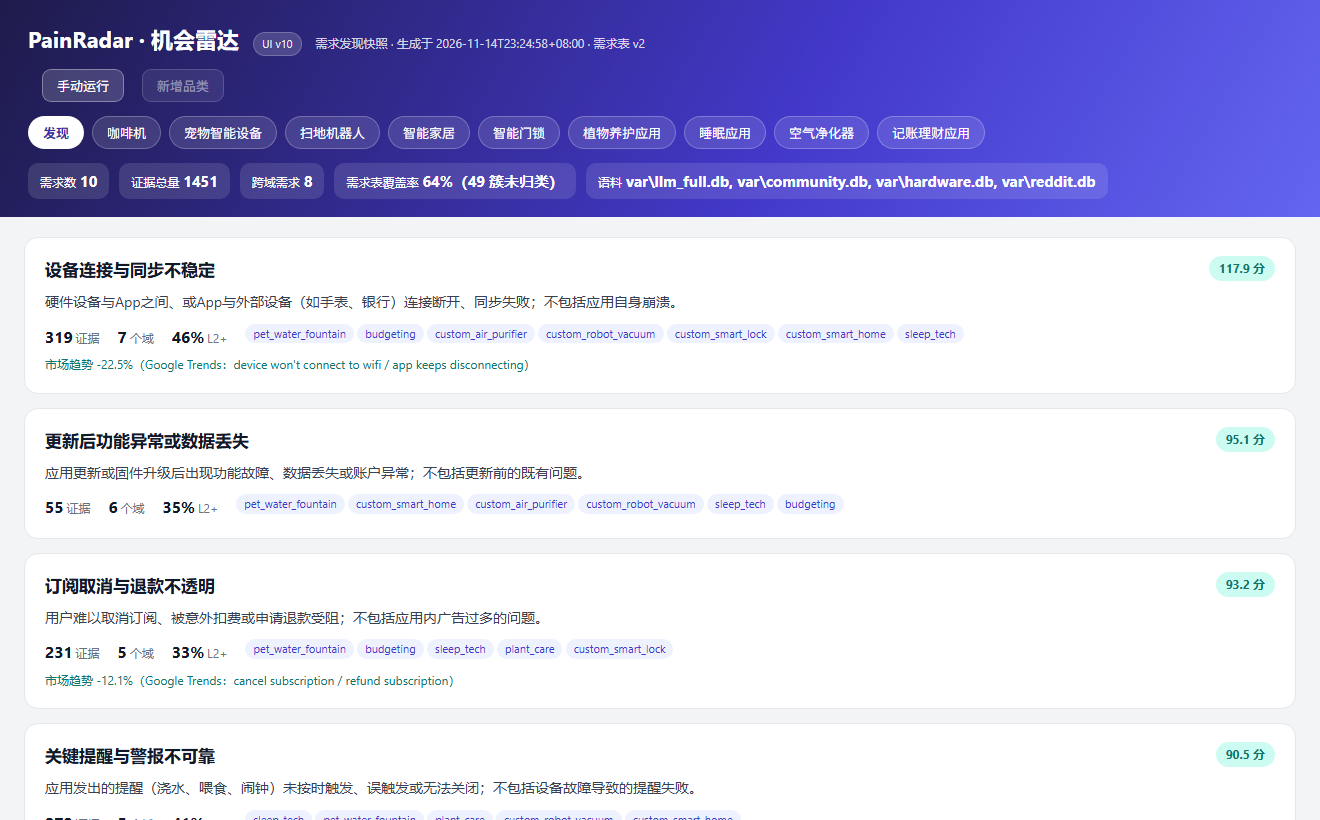 PainRadar · 机会雷达 UI v10 需求发现快照 · 生成于 2026-11-14T23:24:58+08:00 · 需求表 v2
手动运行 新增品类
发现 咖啡机 宠物智能设备 扫地机器人 智能家居 智能门锁 植物养护应用 睡眠应用 空气净化器 记账理财应用
需求数 10 证据总量 1451 跨域需求 8 需求表覆盖率 64%（49 簇未归类） 语料 var\llm_full.db, var\community.db, var\hardware.db, var\reddit.db
设备连接与同步不稳定 117.9 分
硬件设备与App之间、或App与外部设备（如手表、银行）连接断开、同步失败；不包括应用自身崩溃。
319 证据 7 个域 46% L2+ pet_water_fountain budgeting custom_air_purifier custom_robot_vacuum custom_smart_lock custom_smart_home sleep_tech
市场趋势 -22.5%（Google Trends：device won't connect to wifi / app keeps disconnecting）
更新后功能异常或数据丢失 95.1 分
应用更新或固件升级后出现功能故障、数据丢失或账户异常；不包括更新前的既有问题。
55 证据 6 个域 35% L2+ pet_water_fountain custom_smart_home custom_air_purifier custom_robot_vacuum sleep_tech budgeting
订阅取消与退款不透明 93.2 分
用户难以取消订阅、被意外扣费或申请退款受阻；不包括应用内广告过多的问题。
231 证据 5 个域 33% L2+ pet_water_fountain budgeting sleep_tech plant_care custom_smart_lock
市场趋势 -12.1%（Google Trends：cancel subscription / refund subscription）
关键提醒与警报不可靠 90.5 分
应用发出的提醒（浇水、喂食、闹钟）未按时触发、误触发或无法关闭；不包括设备故障导致的提醒失败。
sleep_tech pet_water_fountain plant_care custom_robot_vacuum custom_smart_home